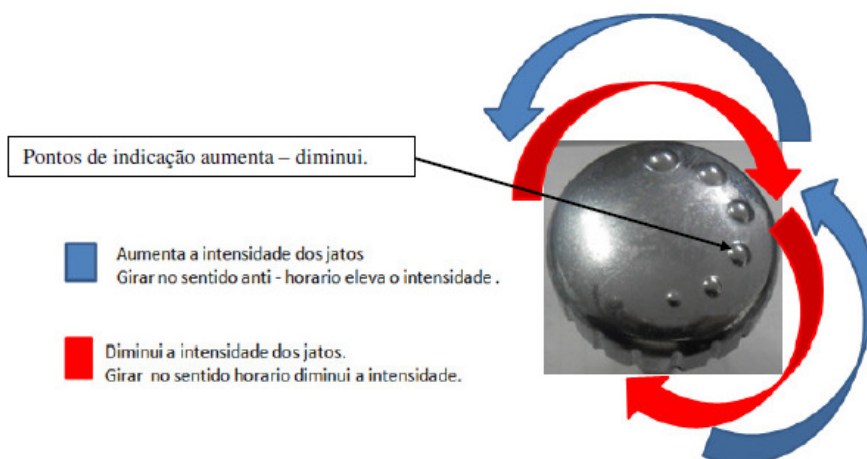 Pontos de indicação aumenta – diminui.
Aumenta a intensidade dos jatos
Girar no sentido anti - horario eleva o intensidade .
Diminui a intensidade dos jatos.
Girar no sentido horario diminui a intensidade.